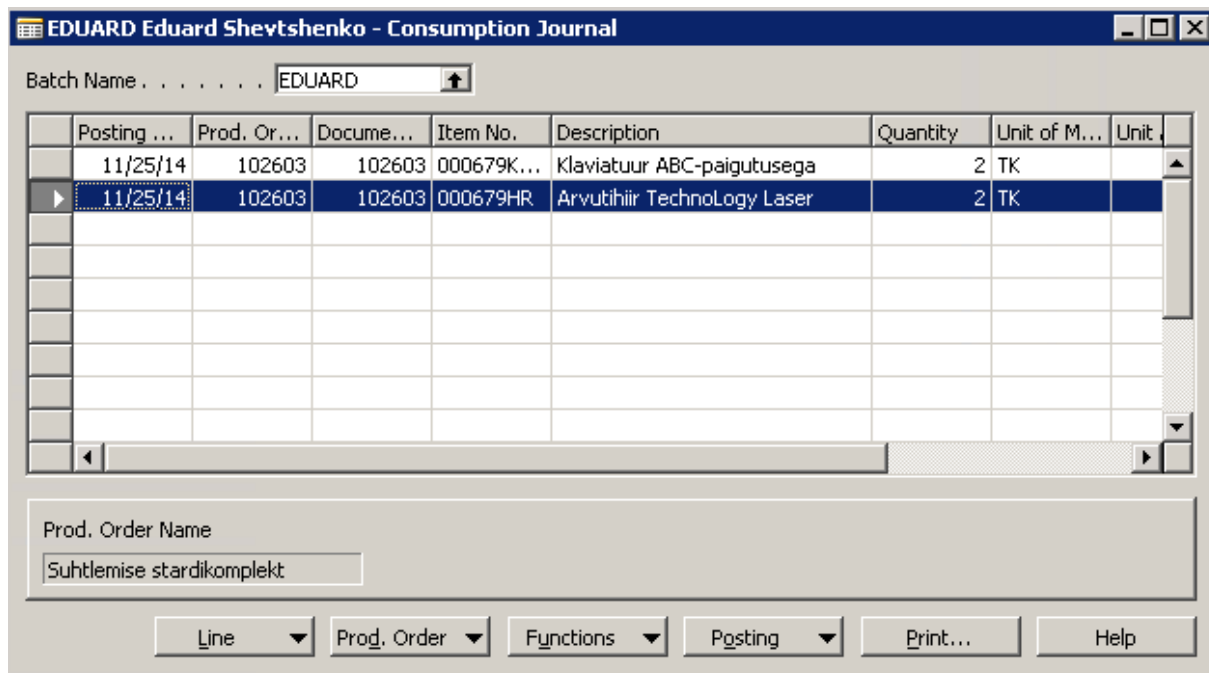 EDUARD Eduard Shevtshenko - Consumption Journal
Batch Name . . . . . . . EDUARD
Posting ... Prod. Or... Docume... Item No. Description Quantity Unit of M... Unit
11/25/14 102603 102603 000679K... Klaviatuur ABC-paigutusega 2 TK
11/25/14 102603 102603 000679HR Arvutihiir TechnoLogy Laser 2 TK
Prod. Order Name
Suhtlemise stardikomplekt
Line Prod. Order Functions Posting Print... Help